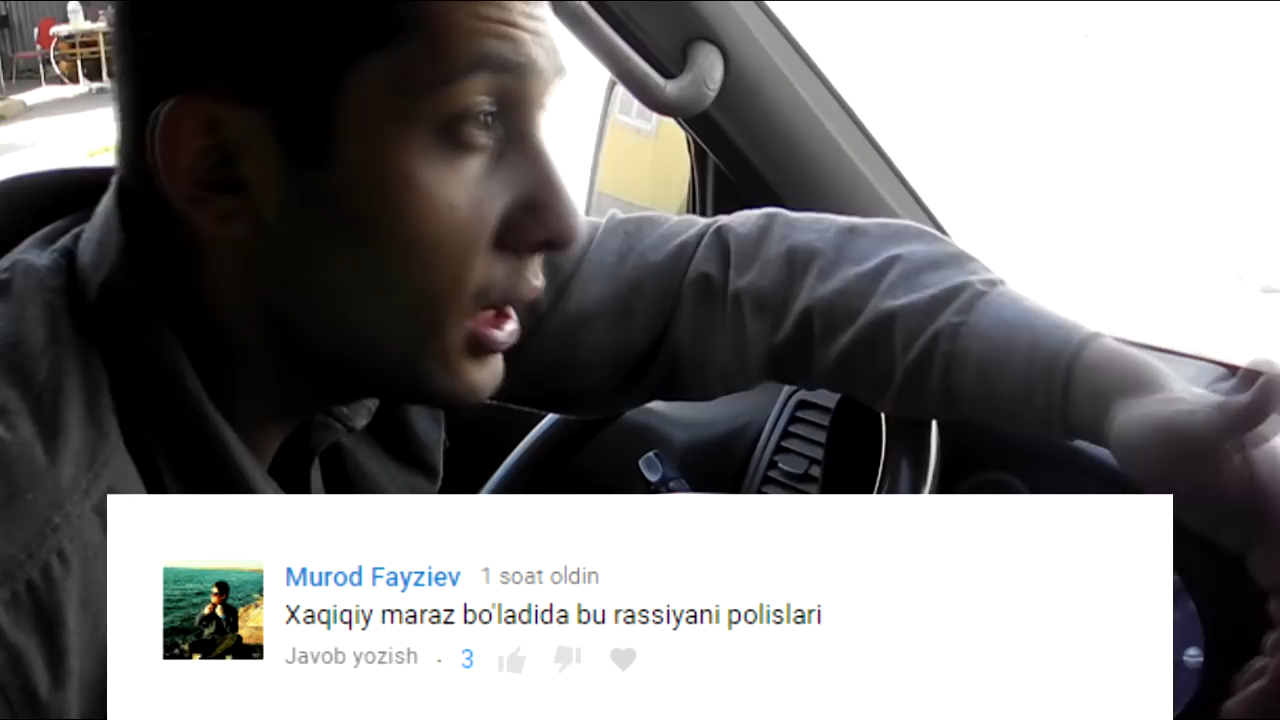 Murod Fayziev 1 soat oldin
Xaqiqiy maraz bo'ladida bu rassiyani polislari
Javob yozish · 3